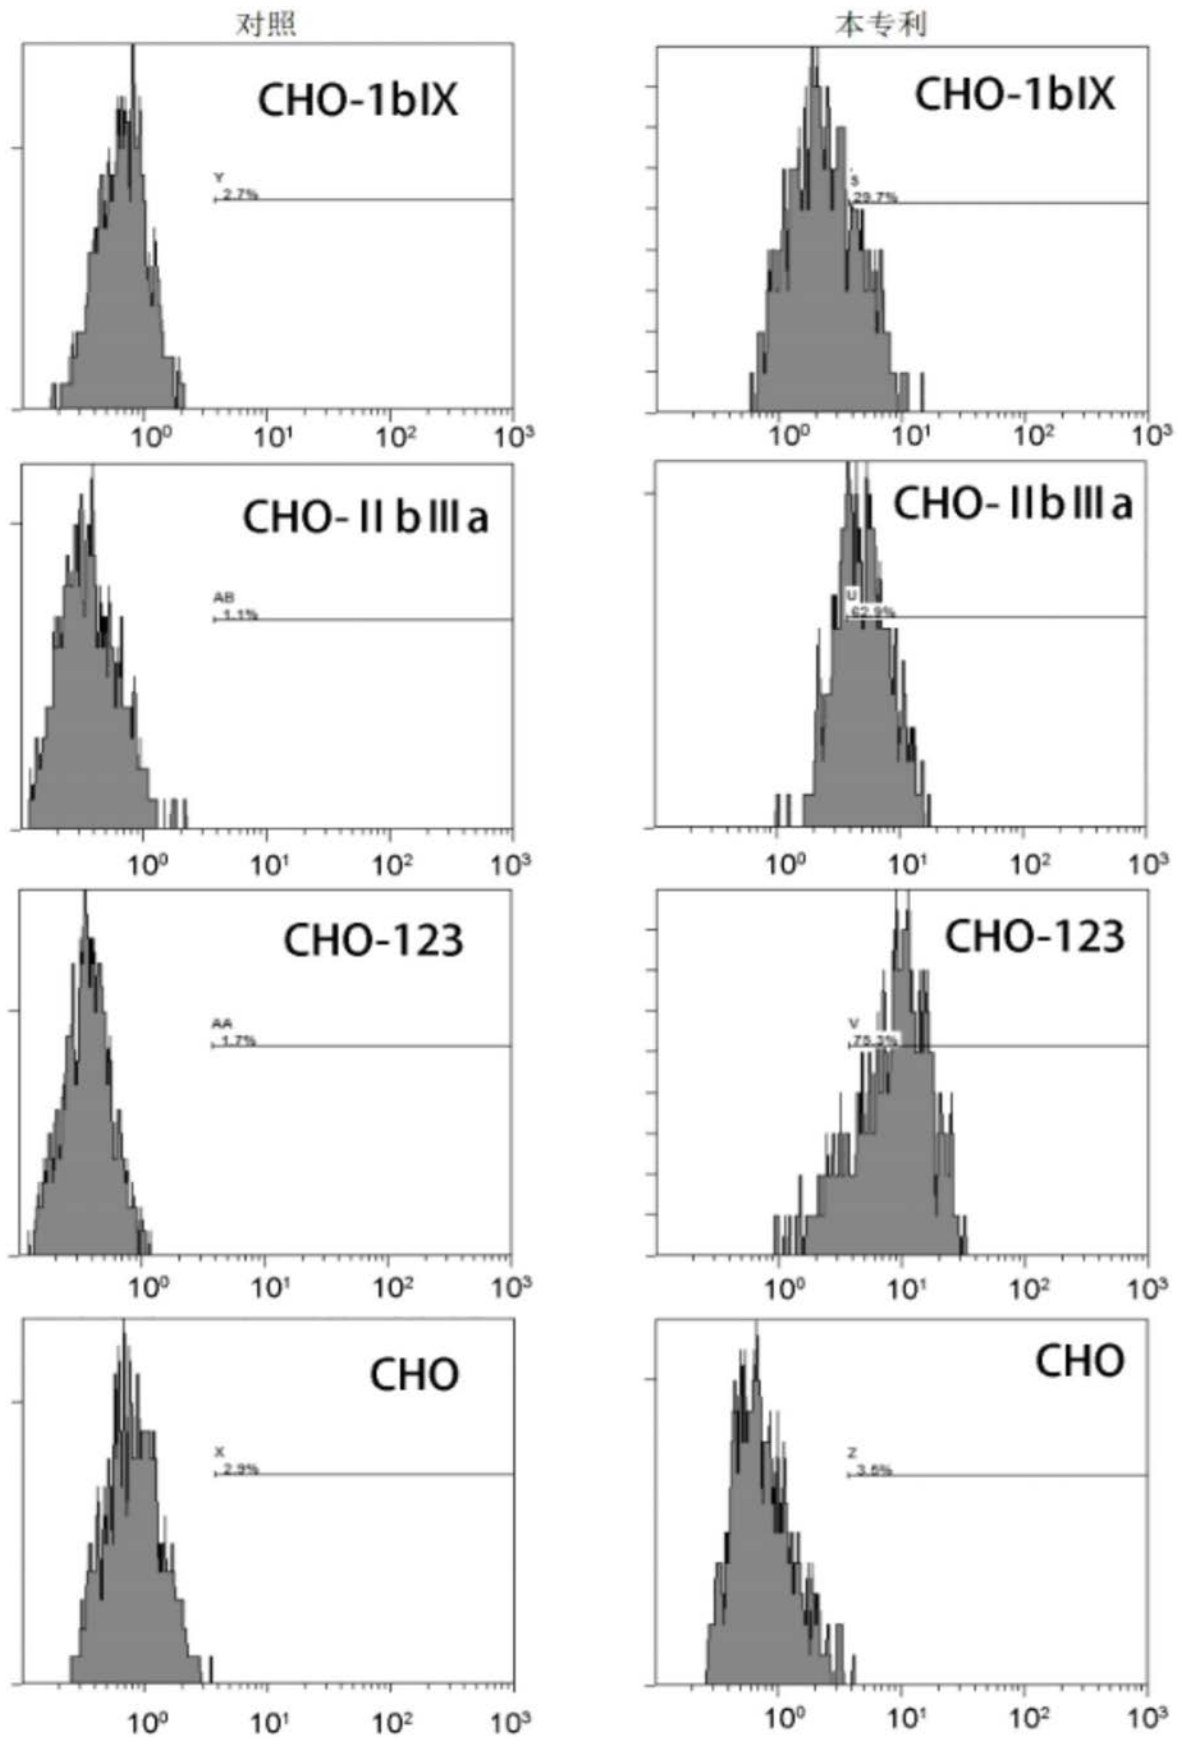 对照 本专利
CHO-1bIX
Y
2.7%
10⁰ 10¹ 10² 10³
CHO-1bIX
S
29.7%
10⁰ 10¹ 10² 10³
CHO-IIbIIIa
AB
1.1%
10⁰ 10¹ 10² 10³
CHO-IIbIIIa
U
62.9%
10⁰ 10¹ 10² 10³
CHO-123
AA
1.7%
10⁰ 10¹ 10² 10³
CHO-123
V
75.3%
10⁰ 10¹ 10² 10³
CHO
X
2.9%
10⁰ 10¹ 10² 10³
CHO
Z
10⁰ 10¹ 10² 10³